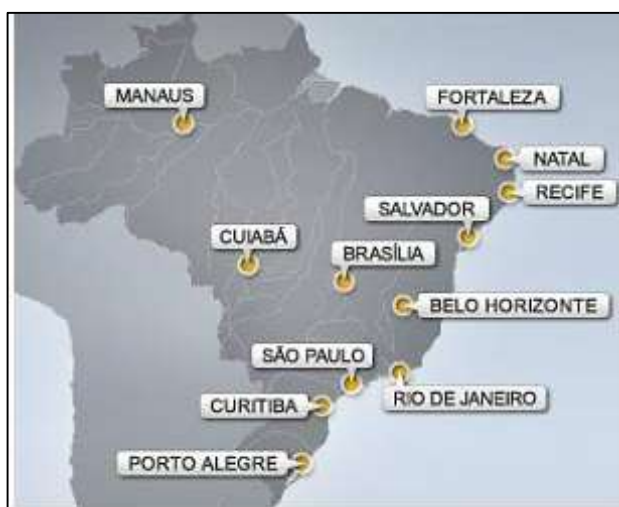 MANAUS
FORTALEZA
NATAL
RECIFE
SALVADOR
CUIABÁ
BRASÍLIA
BELO HORIZONTE
SÃO PAULO
RIO DE JANEIRO
CURITIBA
PORTO ALEGRE